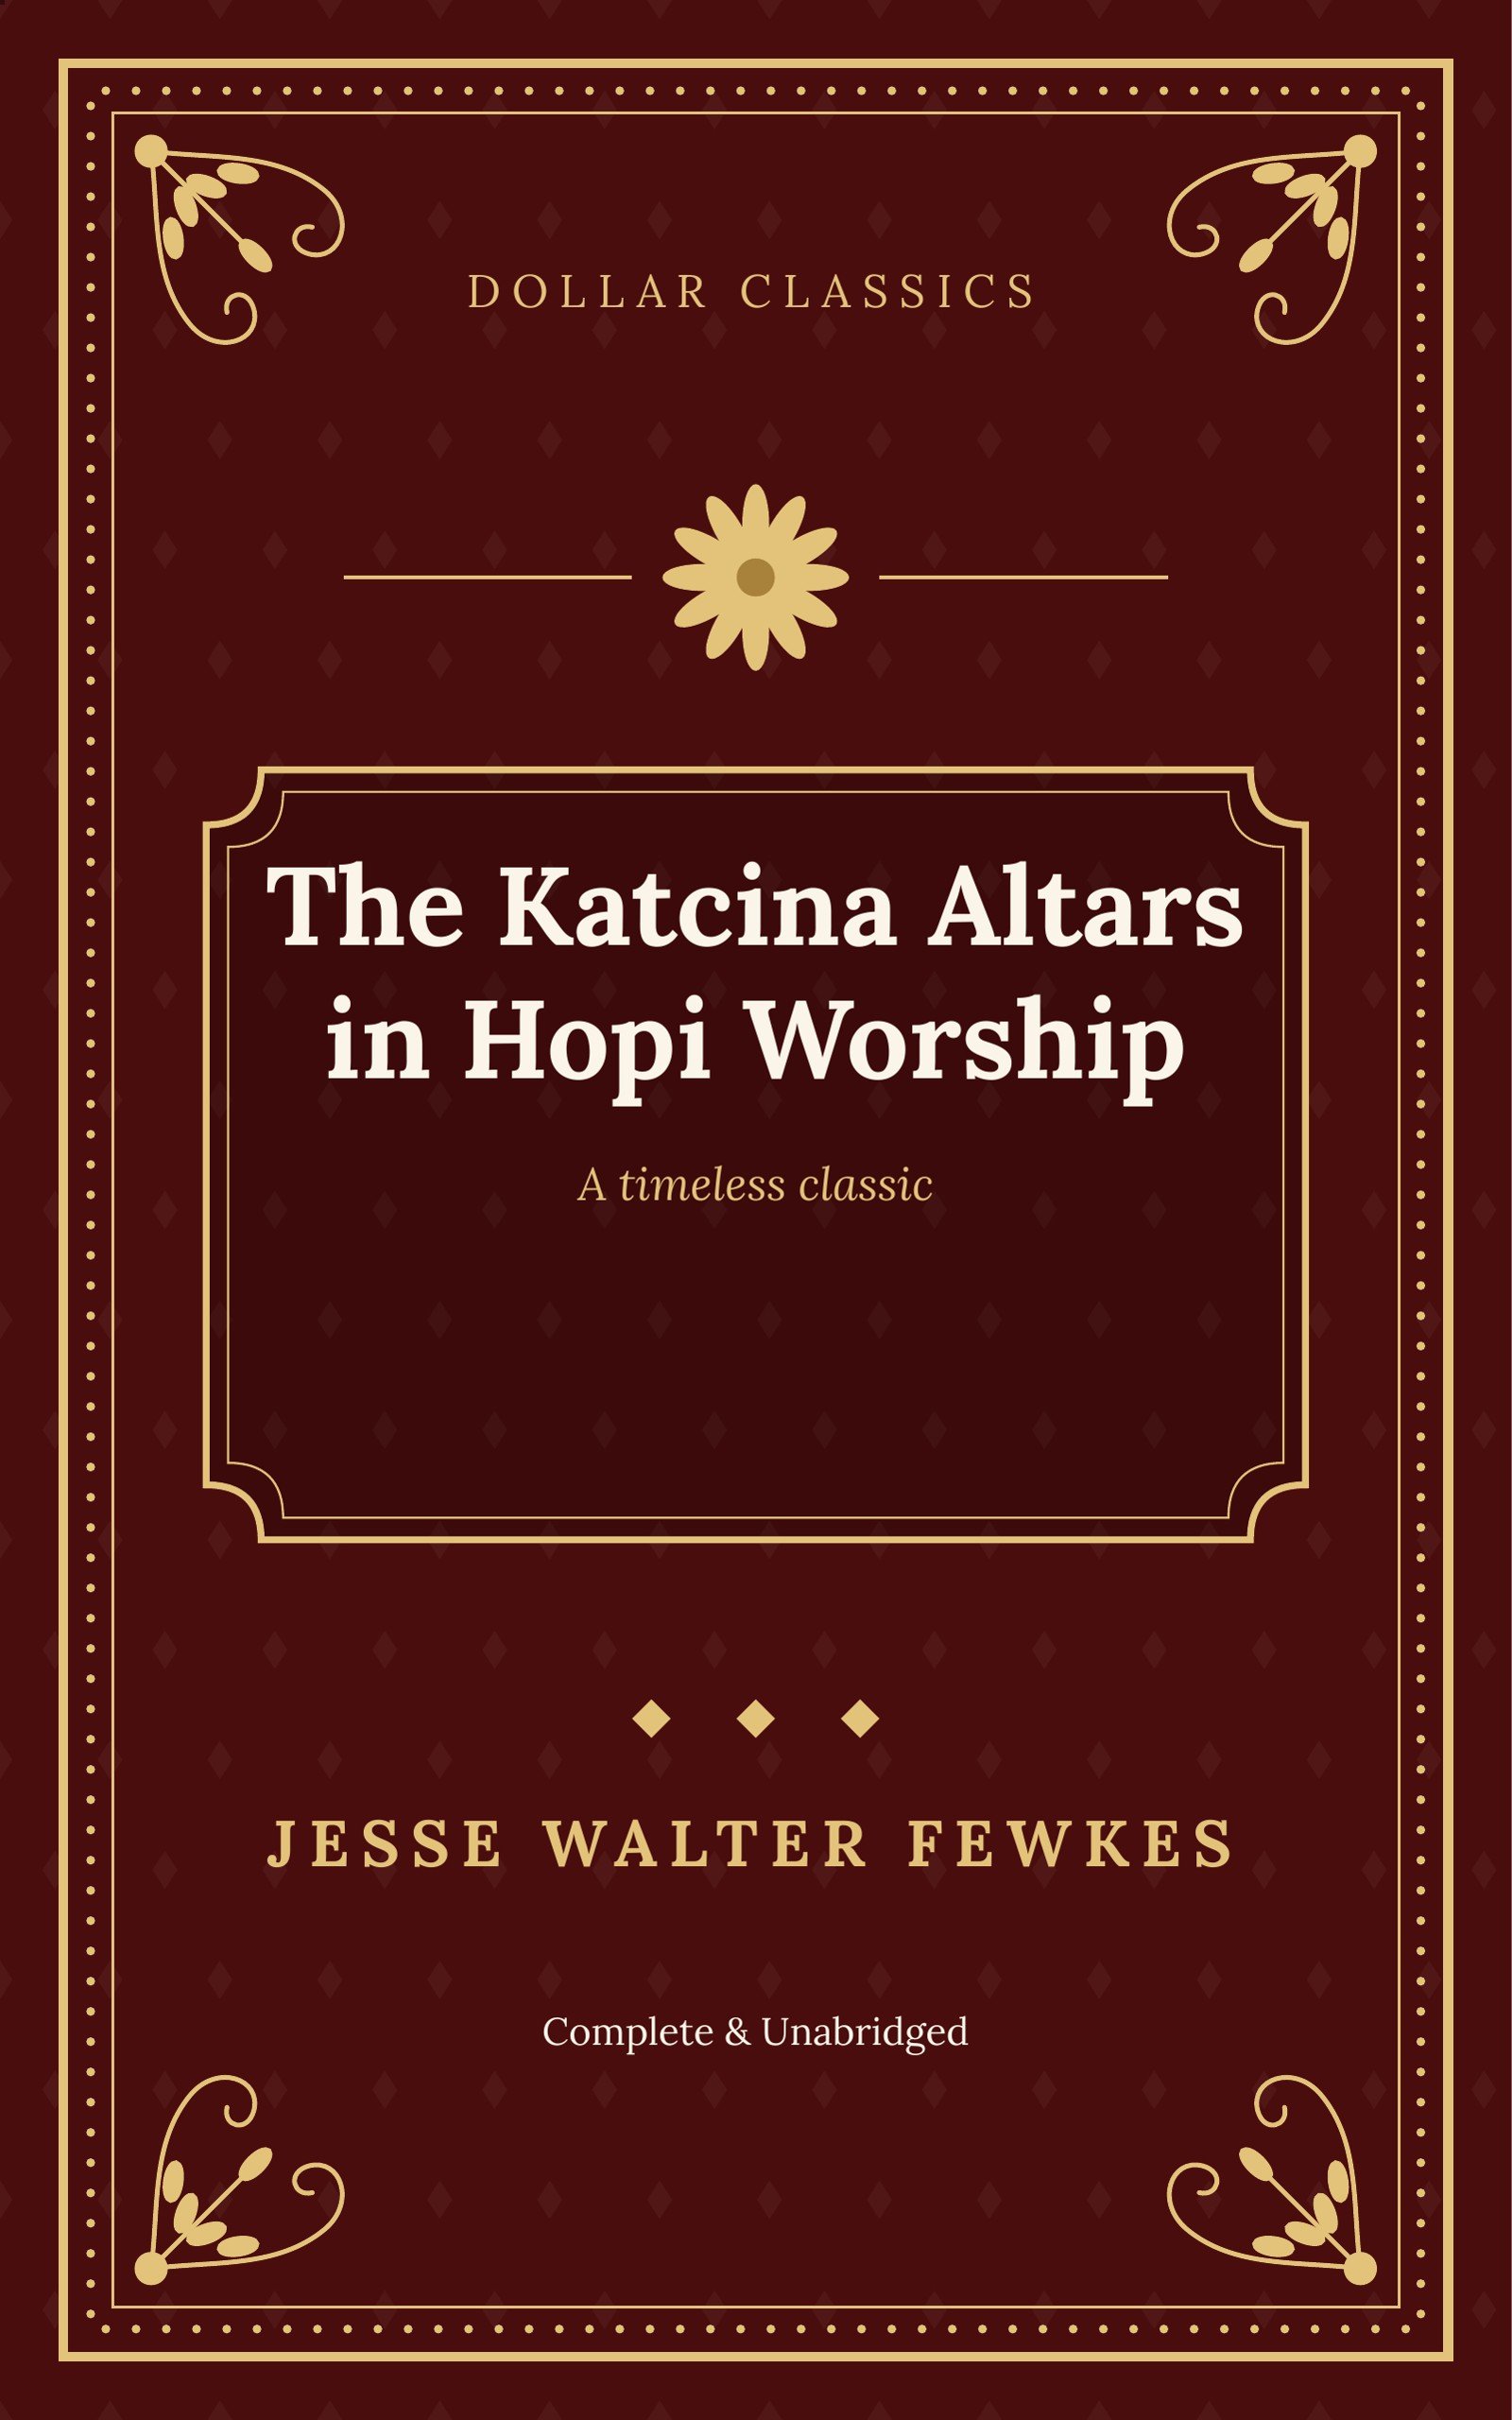 DOLLAR CLASSICS
The Katcina Altars
in Hopi Worship
A timeless classic
JESSE WALTER FEWKES
Complete & Unabridged